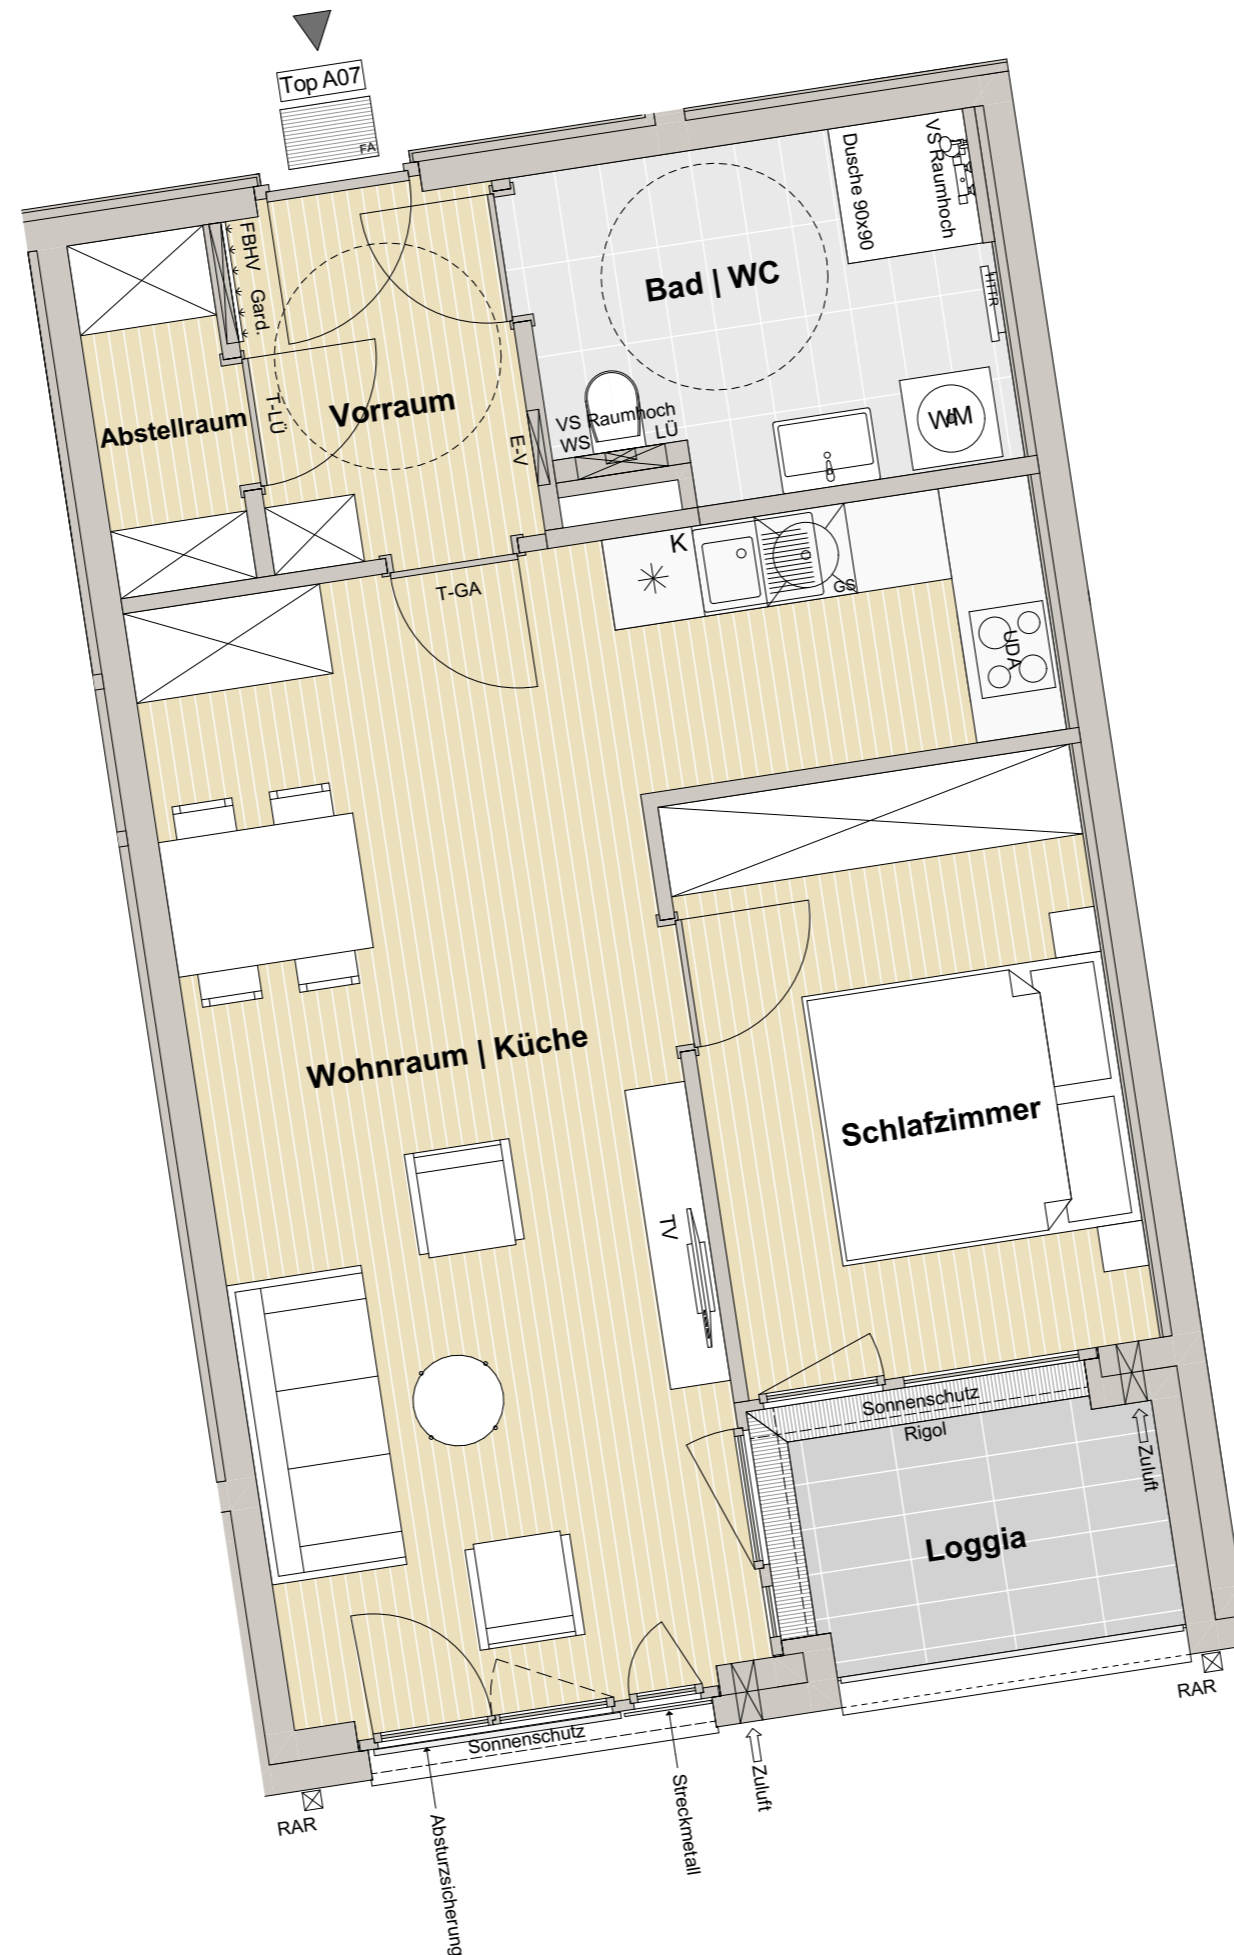 Top A07
FA
FBHV
Gard.
Dusche 90x90
VS Raumhoch
Bad | WC
HTTR
Abstellraum
T-LÜ
Vorraum
E-V
VS Raumhoch
WS
LÜ
WM
K
T-GA
GS
UDA
Wohnraum | Küche
Schlafzimmer
TV
Sonnenschutz
Rigol
Zuluft
Loggia
RAR
Sonnenschutz
Zuluft
Streckmetall
RAR
Absturzsicherung